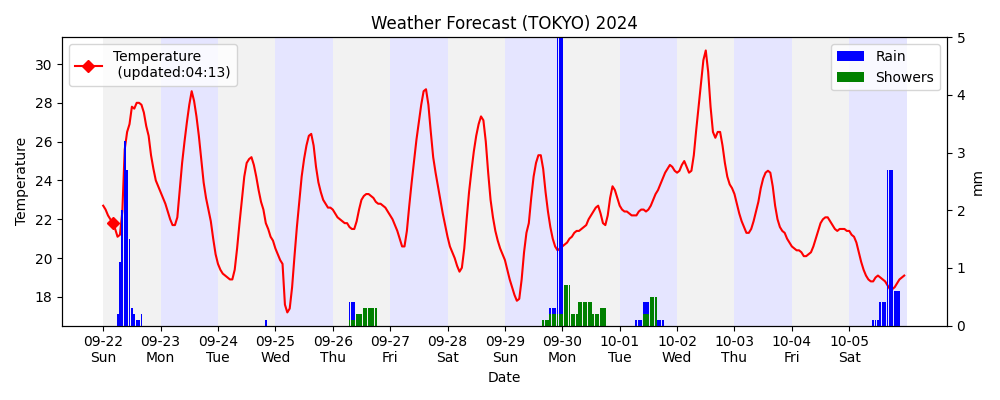 Weather Forecast (TOKYO) 2024
Temperature
(updated:04:13)
Rain
Showers
30
28
26
24
22
20
18
Temperature
5
4
3
2
1
0
mm
09-22 09-23 09-24 09-25 09-26 09-27 09-28 09-29 09-30 10-01 10-02 10-03 10-04 10-05
Sun Mon Tue Wed Thu Fri Sat Sun Mon Tue Wed Thu Fri Sat
Date